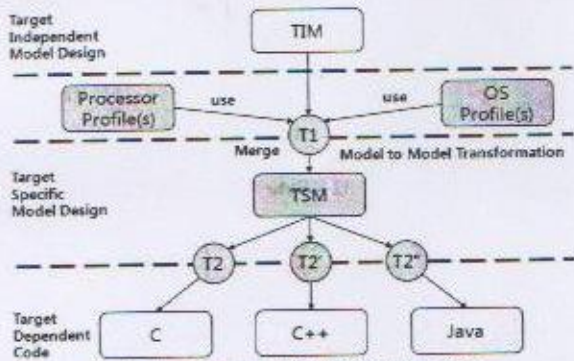 Target
Independent
Model Design
TIM
Processor
Profile(s)
use
use
OS
Profile(s)
T1
Merge
Model to Model Transformation
Target
Specific
Model Design
TSM
T2
T2'
T2"
Target
Dependent
Code
C
C++
Java